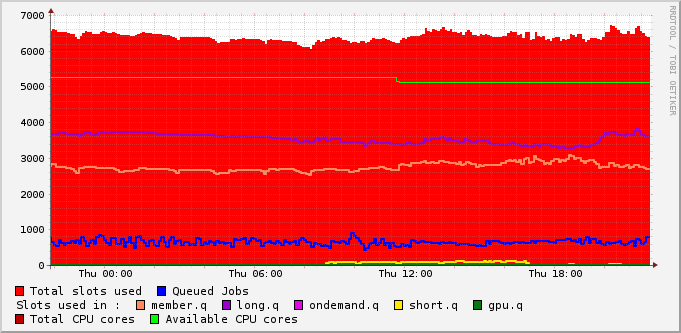 7000
6000
5000
4000
3000
2000
1000
0
Thu 00:00 Thu 06:00 Thu 12:00 Thu 18:00
Total slots used Queued Jobs
Slots used in : member.q long.q ondemand.q short.q gpu.q
Total CPU cores Available CPU cores
RRDTOOL / TOBI OETIKER